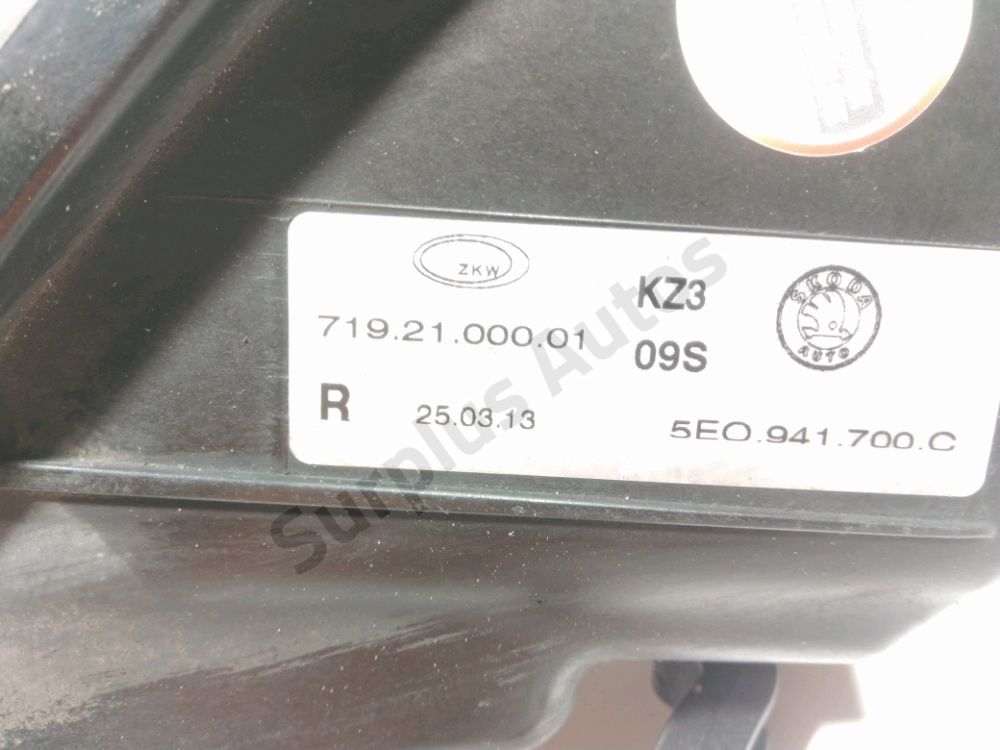 ZKW
KZ3
SKODA
AUTO
719.21.000.01
09S
R
25.03.13
5E0.941.700.C
Surplus Autos